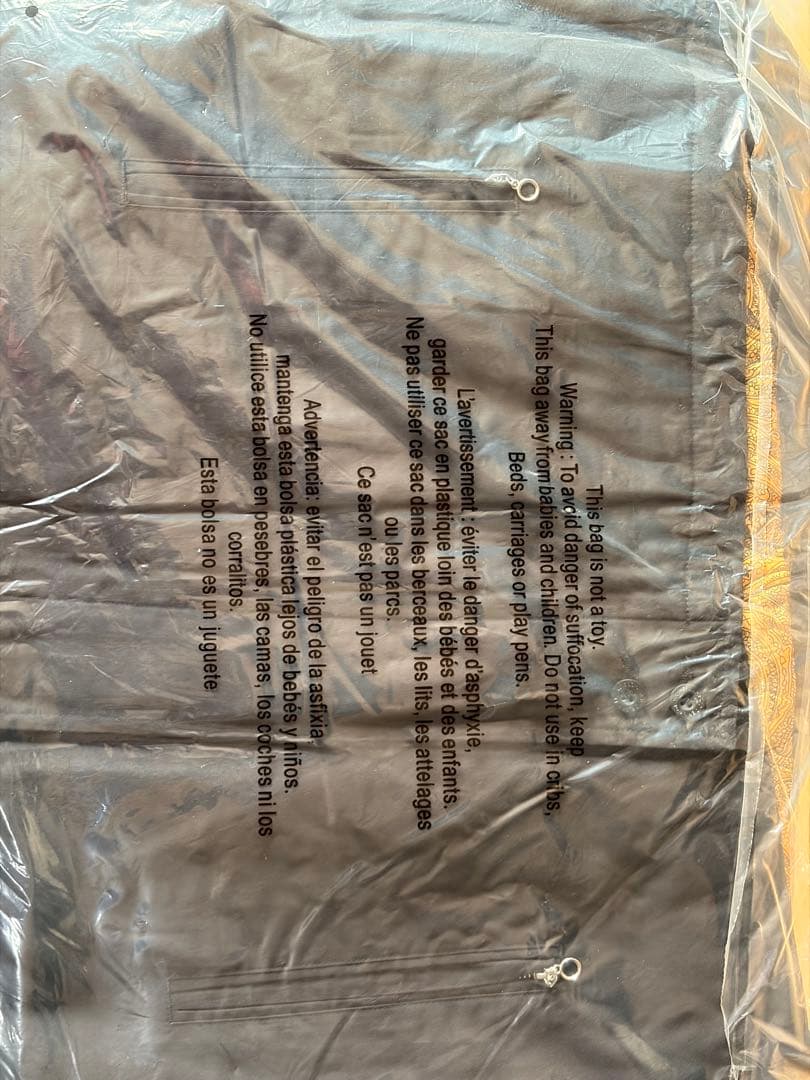 This bag is not a toy.
Warning : To avoid danger of suffocation, keep
This bag away from babies and children. Do not use in cribs,
Beds, carriages or play pens.
L'avertissement : éviter le danger d'asphyxie,
garder ce sac en plastique loin des bébés et des enfants.
Ne pas utiliser ce sac dans les berceaux, les lits, les attelages
ou les parcs.
Ce sac n'est pas un jouet
Advertencia: evitar el peligro de la asfixia,
mantenga esta bolsa plástica lejos de bebés y niños.
No utilice esta bolsa en pesebres, las camas, los coches ni los
corralitos.
Esta bolsa no es un juguete